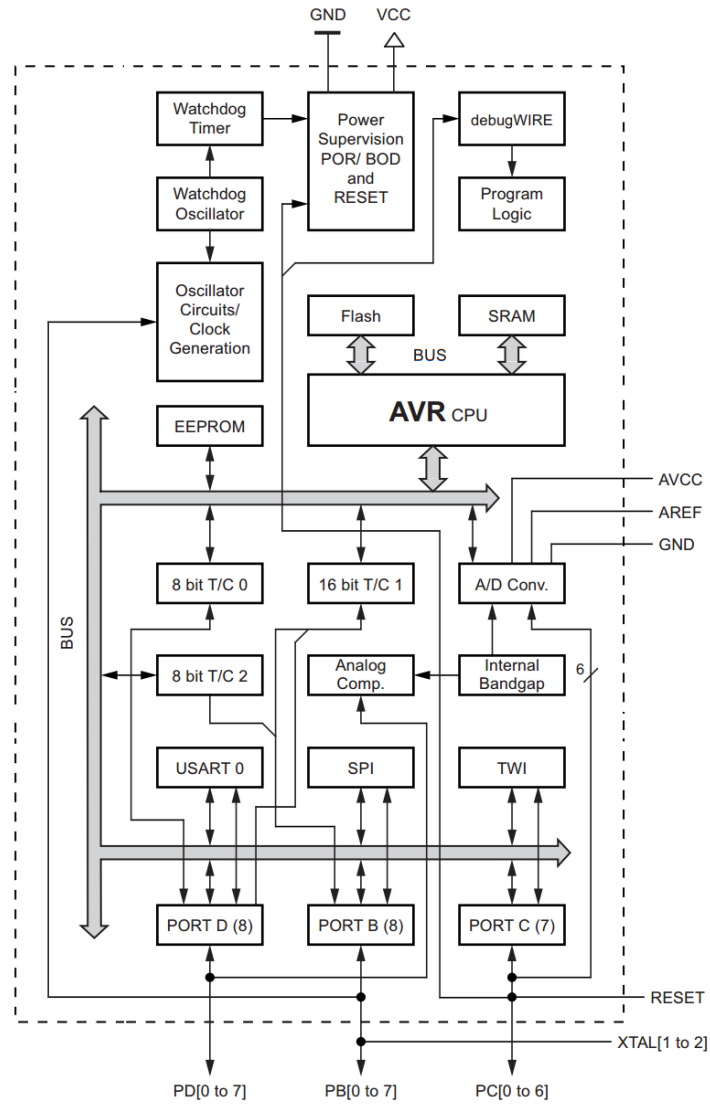 GND
VCC
Watchdog
Timer
Power
Supervision
POR/ BOD
and
RESET
debugWIRE
Watchdog
Oscillator
Program
Logic
Oscillator
Circuits/
Clock
Generation
Flash
SRAM
BUS
AVR CPU
EEPROM
AVCC
AREF
GND
8 bit T/C 0
16 bit T/C 1
A/D Conv.
BUS
8 bit T/C 2
Analog
Comp.
Internal
Bandgap
6
USART 0
SPI
TWI
PORT D (8)
PORT B (8)
PORT C (7)
RESET
XTAL[1 to 2]
PD[0 to 7]
PB[0 to 7]
PC[0 to 6]